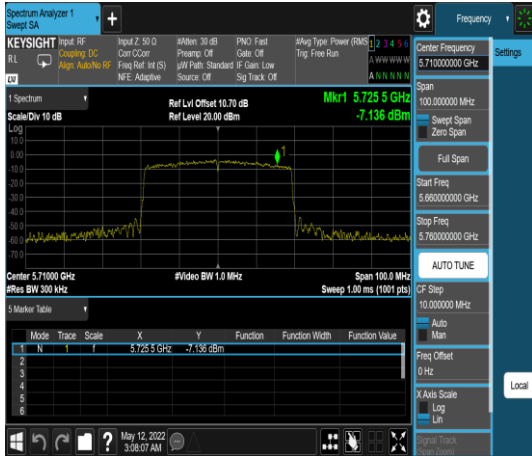 Spectrum Analyzer 1
Swept SA
+
Frequency
KEYSIGHT
RL
Input: RF
Coupling: DC
Align: Auto/No RF
Input Z: 50 Ω
Corr CCorr
Freq Ref: Int (S)
NFE: Adaptive
#Atten: 30 dB
Preamp: Off
µW Path: Standard
Source: Off
PNO: Fast
Gate: Off
IF Gain: Low
Sig Track: Off
#Avg Type: Power (RMS
Trig: Free Run
1 2 3 4 5 6
A W W W W W
A N N N N N
Center Frequency
5.710000000 GHz
Settings
Span
100.000000 MHz
Swept Span
Zero Span
Full Span
Start Freq
5.660000000 GHz
Stop Freq
5.760000000 GHz
AUTO TUNE
CF Step
10.000000 MHz
Auto
Man
Freq Offset
0 Hz
X Axis Scale
Log
Lin
Signal Track
(Span Zoom)
Local
1 Spectrum
Scale/Div 10 dB
Ref Lvl Offset 10.70 dB
Ref Level 20.00 dBm
Mkr1 5.725 5 GHz
-7.136 dBm
Log
10.0
0.00
-10.0
-20.0
-30.0
-40.0
-50.0
-60.0
-70.0
1
Center 5.71000 GHz
#Res BW 300 kHz
#Video BW 1.0 MHz
Span 100.0 MHz
Sweep 1.00 ms (1001 pts)
5 Marker Table
Mode Trace Scale X Y Function Function Width Function Value
1 N 1 f 5.725 5 GHz -7.136 dBm
2
3
4
5
6
?
May 12, 2022
3:08:07 AM